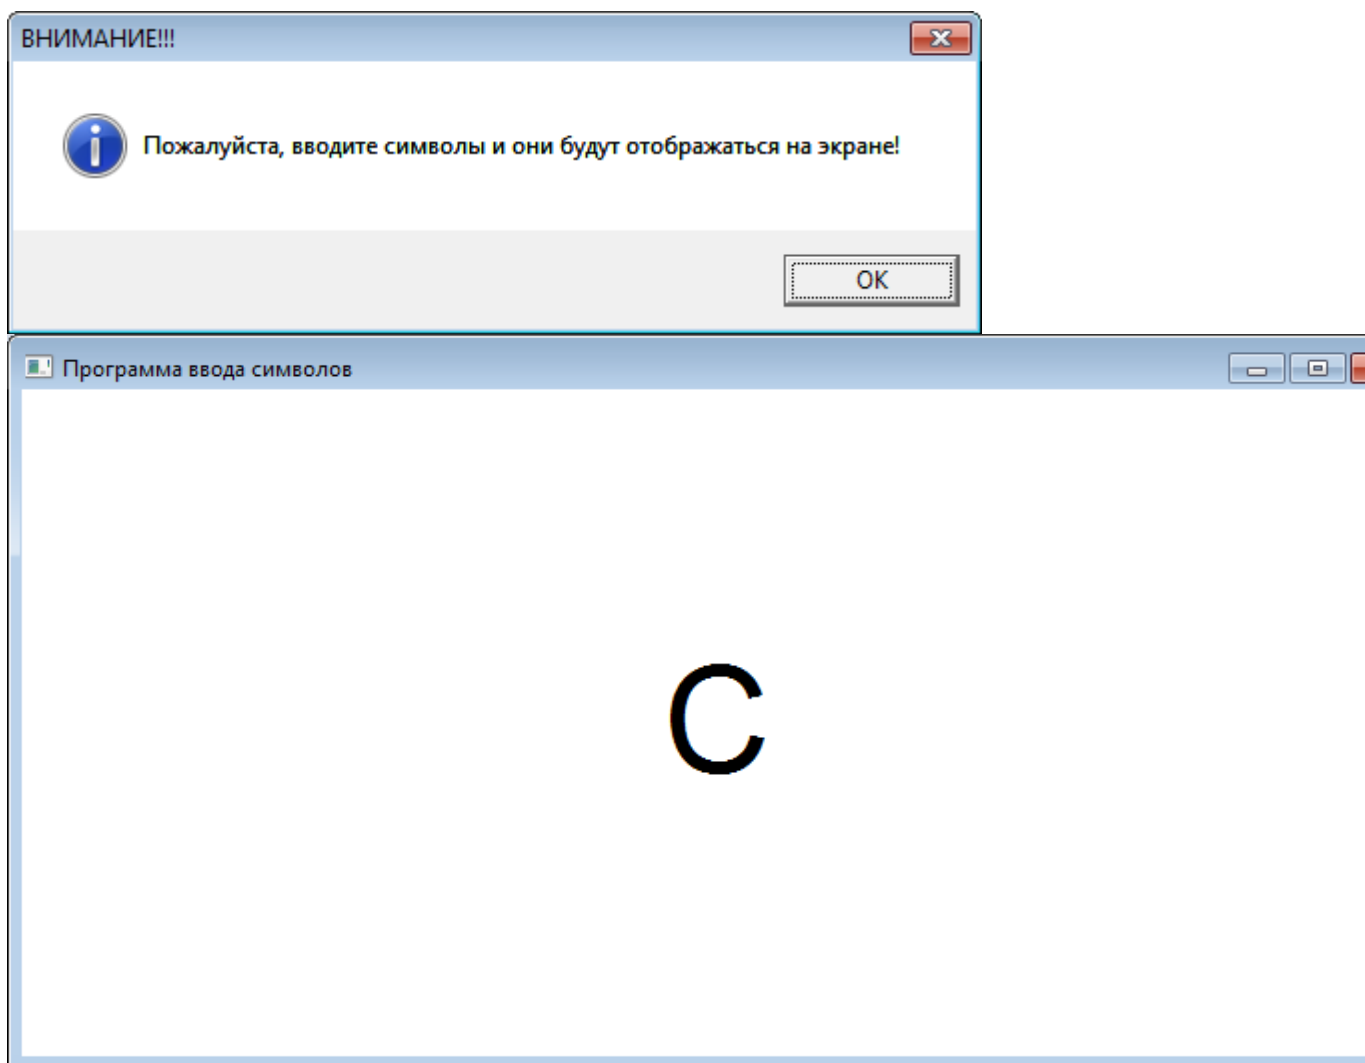 ВНИМАНИЕ!!!
Пожалуйста, вводите символы и они будут отображаться на экране!
OK
Программа ввода символов
С